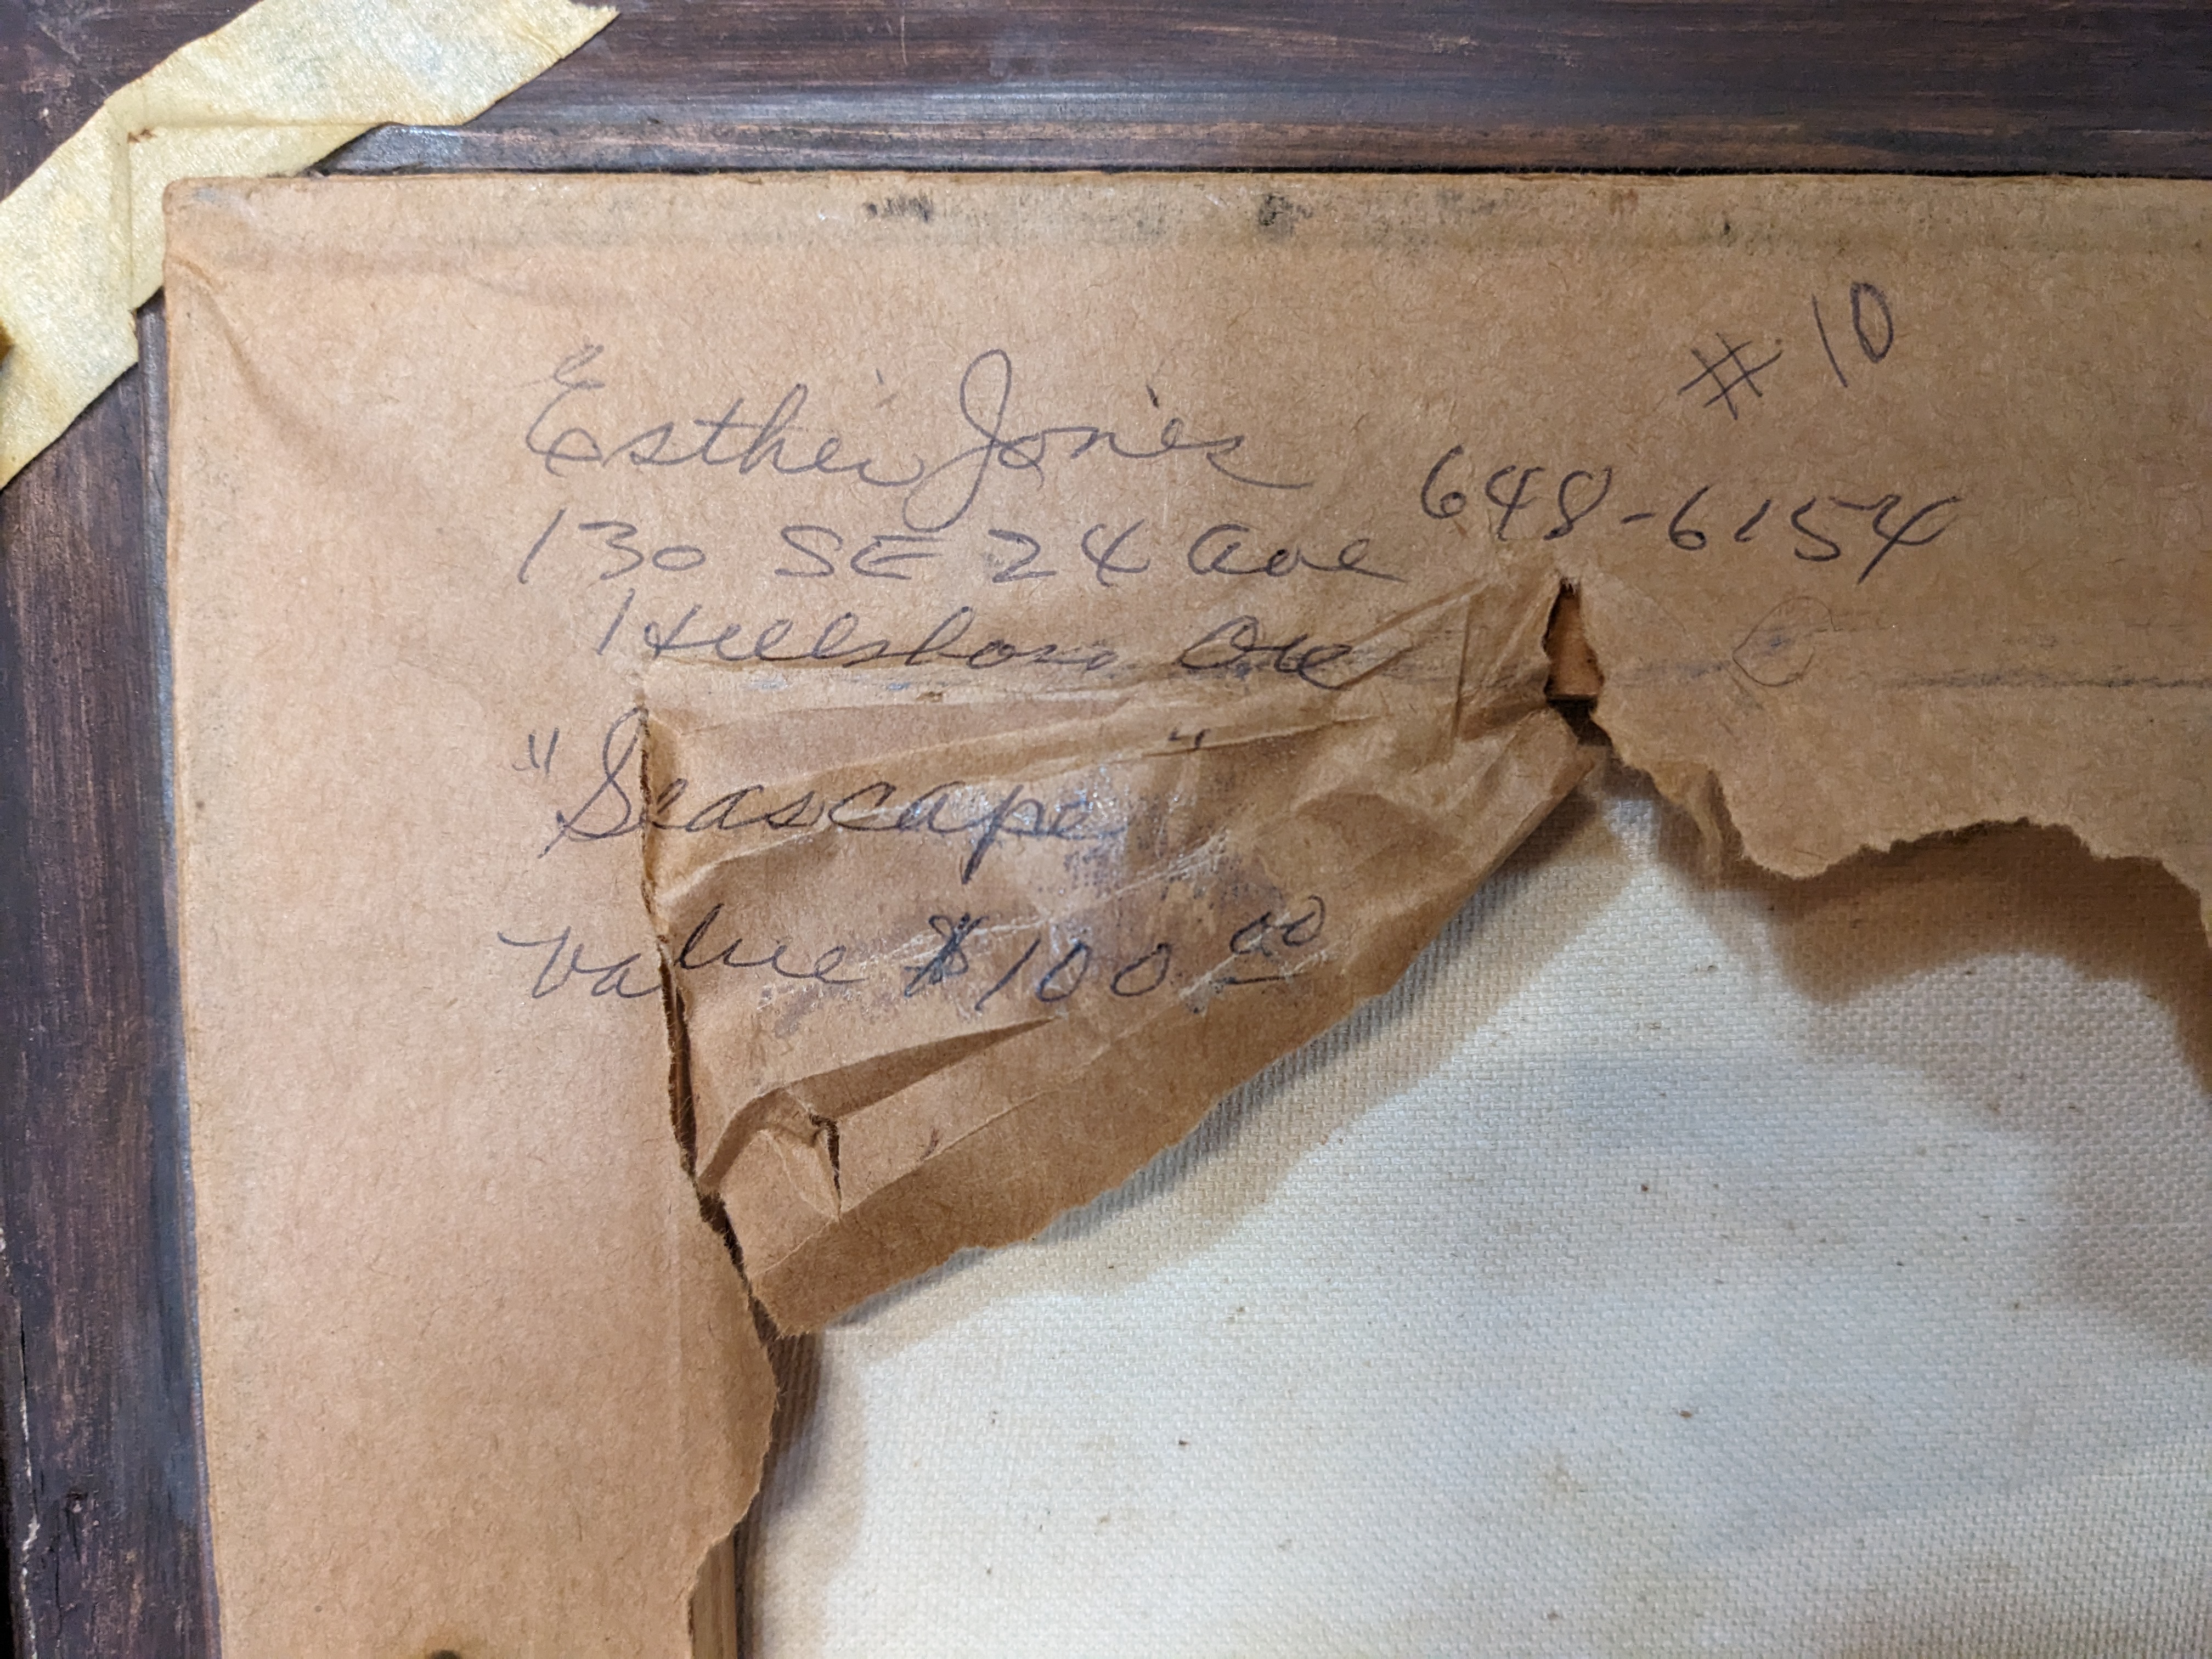 # 10
Esther Jones
648-6154
130 SE 24 Ave
Hillsboro Ore
"Seascape"
Value $100.00